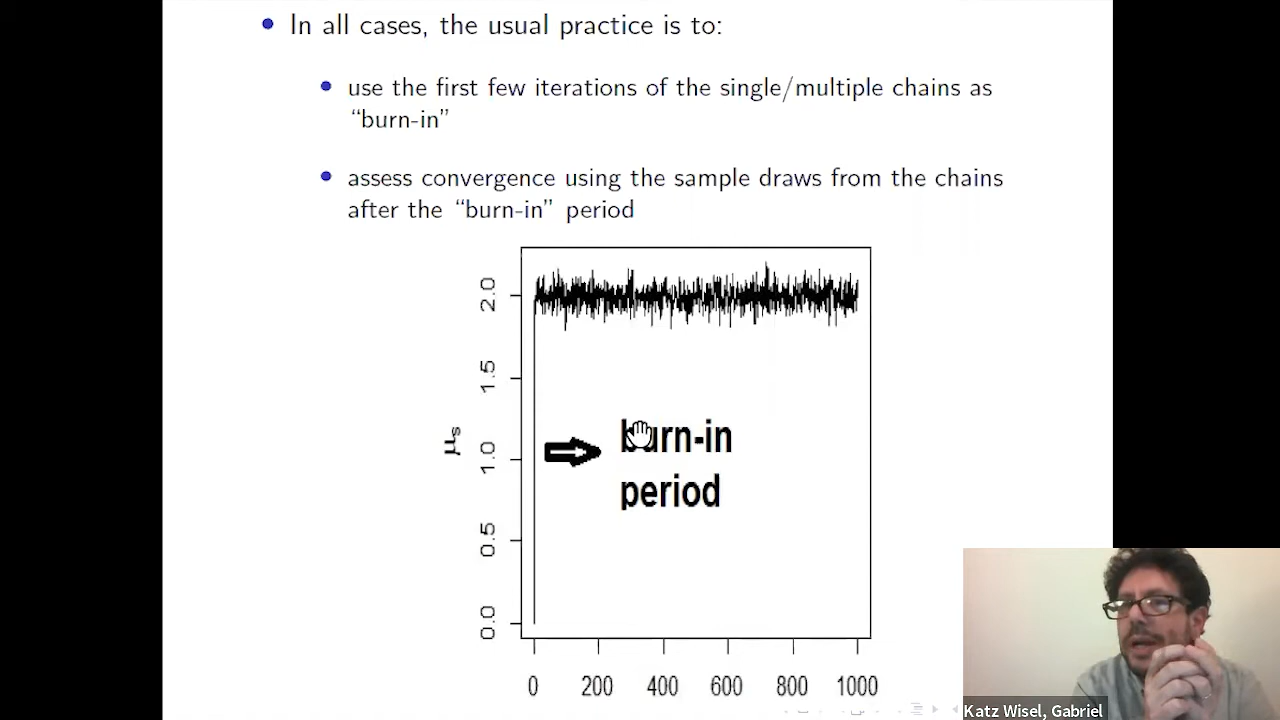 In all cases, the usual practice is to:
use the first few iterations of the single/multiple chains as
“burn-in”
assess convergence using the sample draws from the chains
after the “burn-in” period
2.0
1.5
1.0
0.5
0.0
μs
burn-in
period
0 200 400 600 800 1000
Katz Wisel, Gabriel